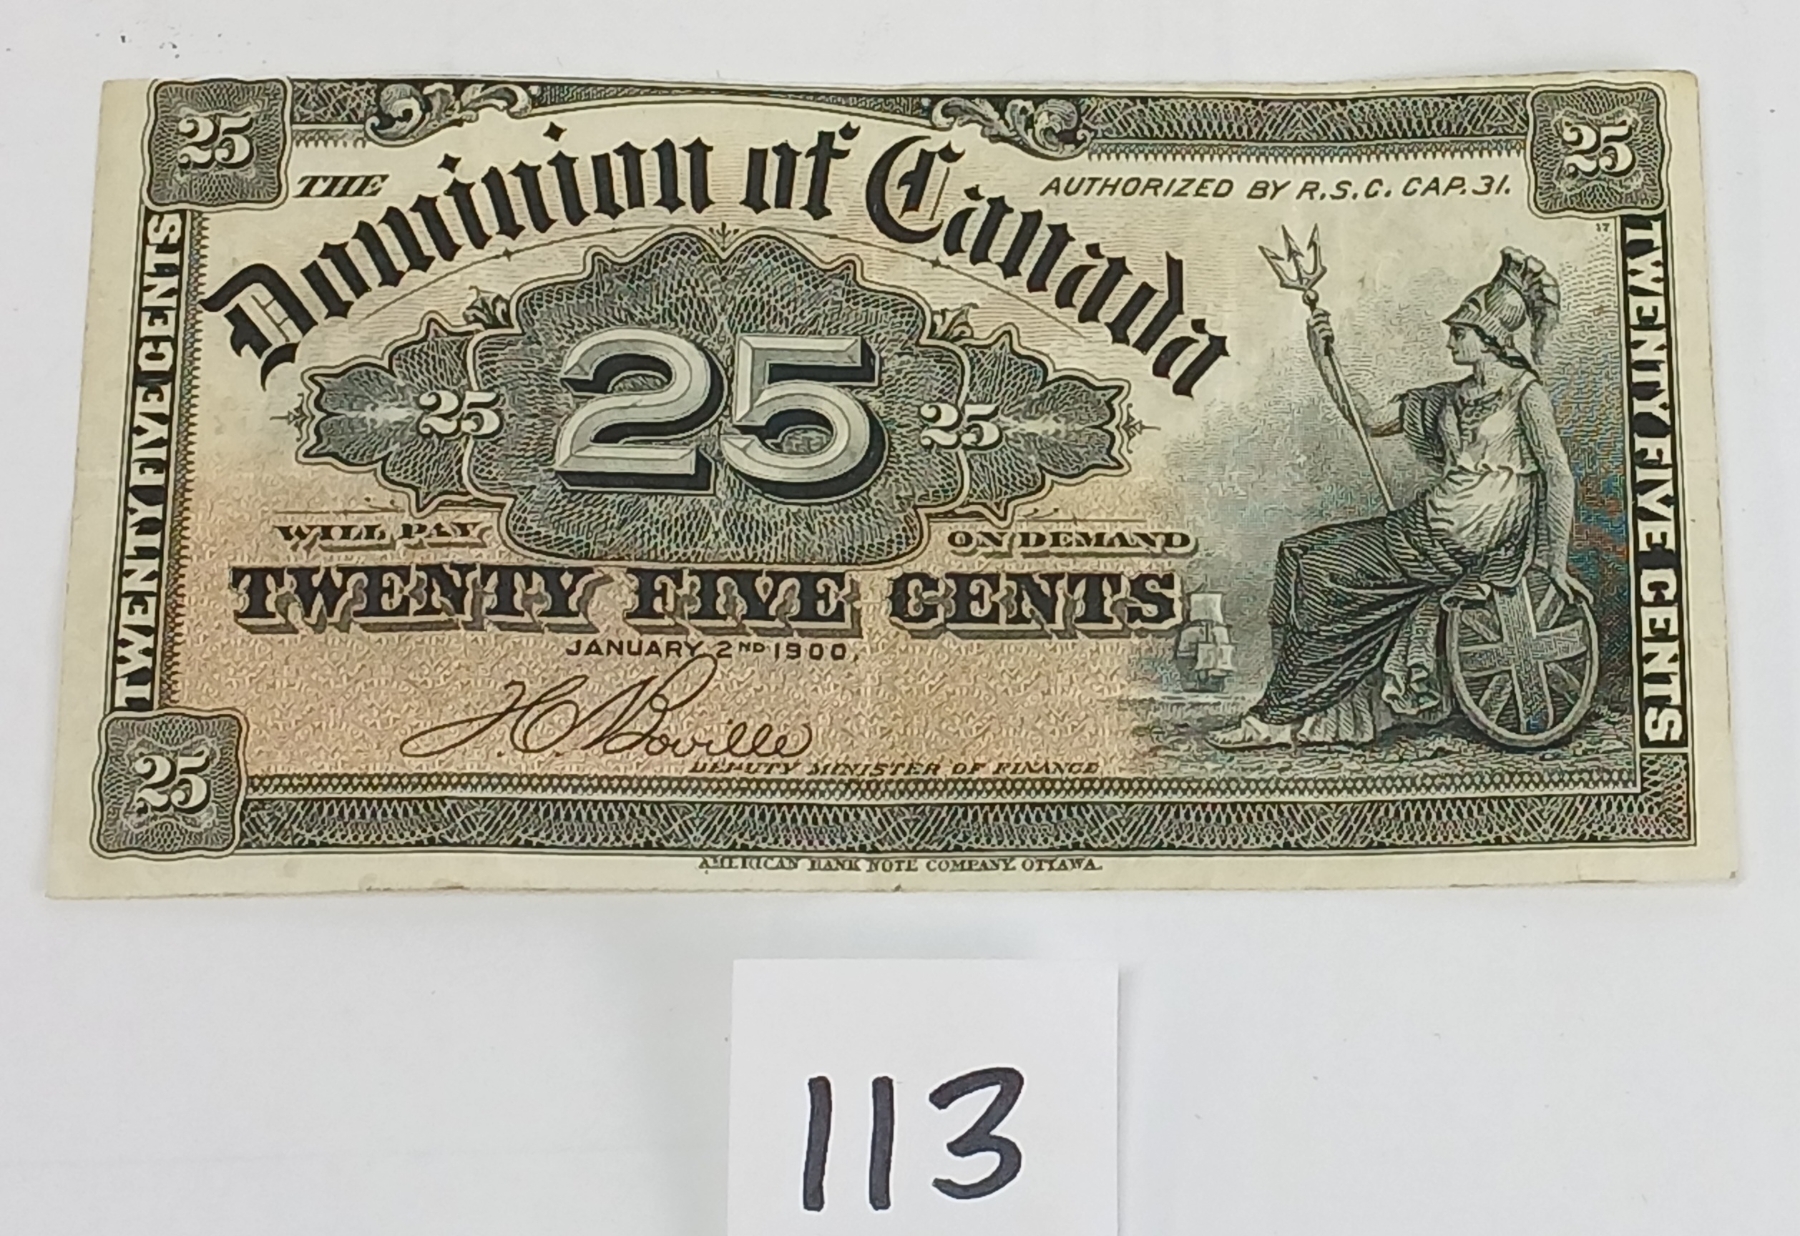 25 25
THE Dominion of Canada AUTHORIZED BY R.S.C. CAP. 31.
17
TWENTY FIVE CENTS
TWENTY FIVE CENTS
25 25 25
WILL PAY ON DEMAND
TWENTY FIVE CENTS
JANUARY 2ND 1900,
H.C. Boville
DEPUTY MINISTER OF FINANCE
25
AMERICAN BANK NOTE COMPANY. OTTAWA.
113